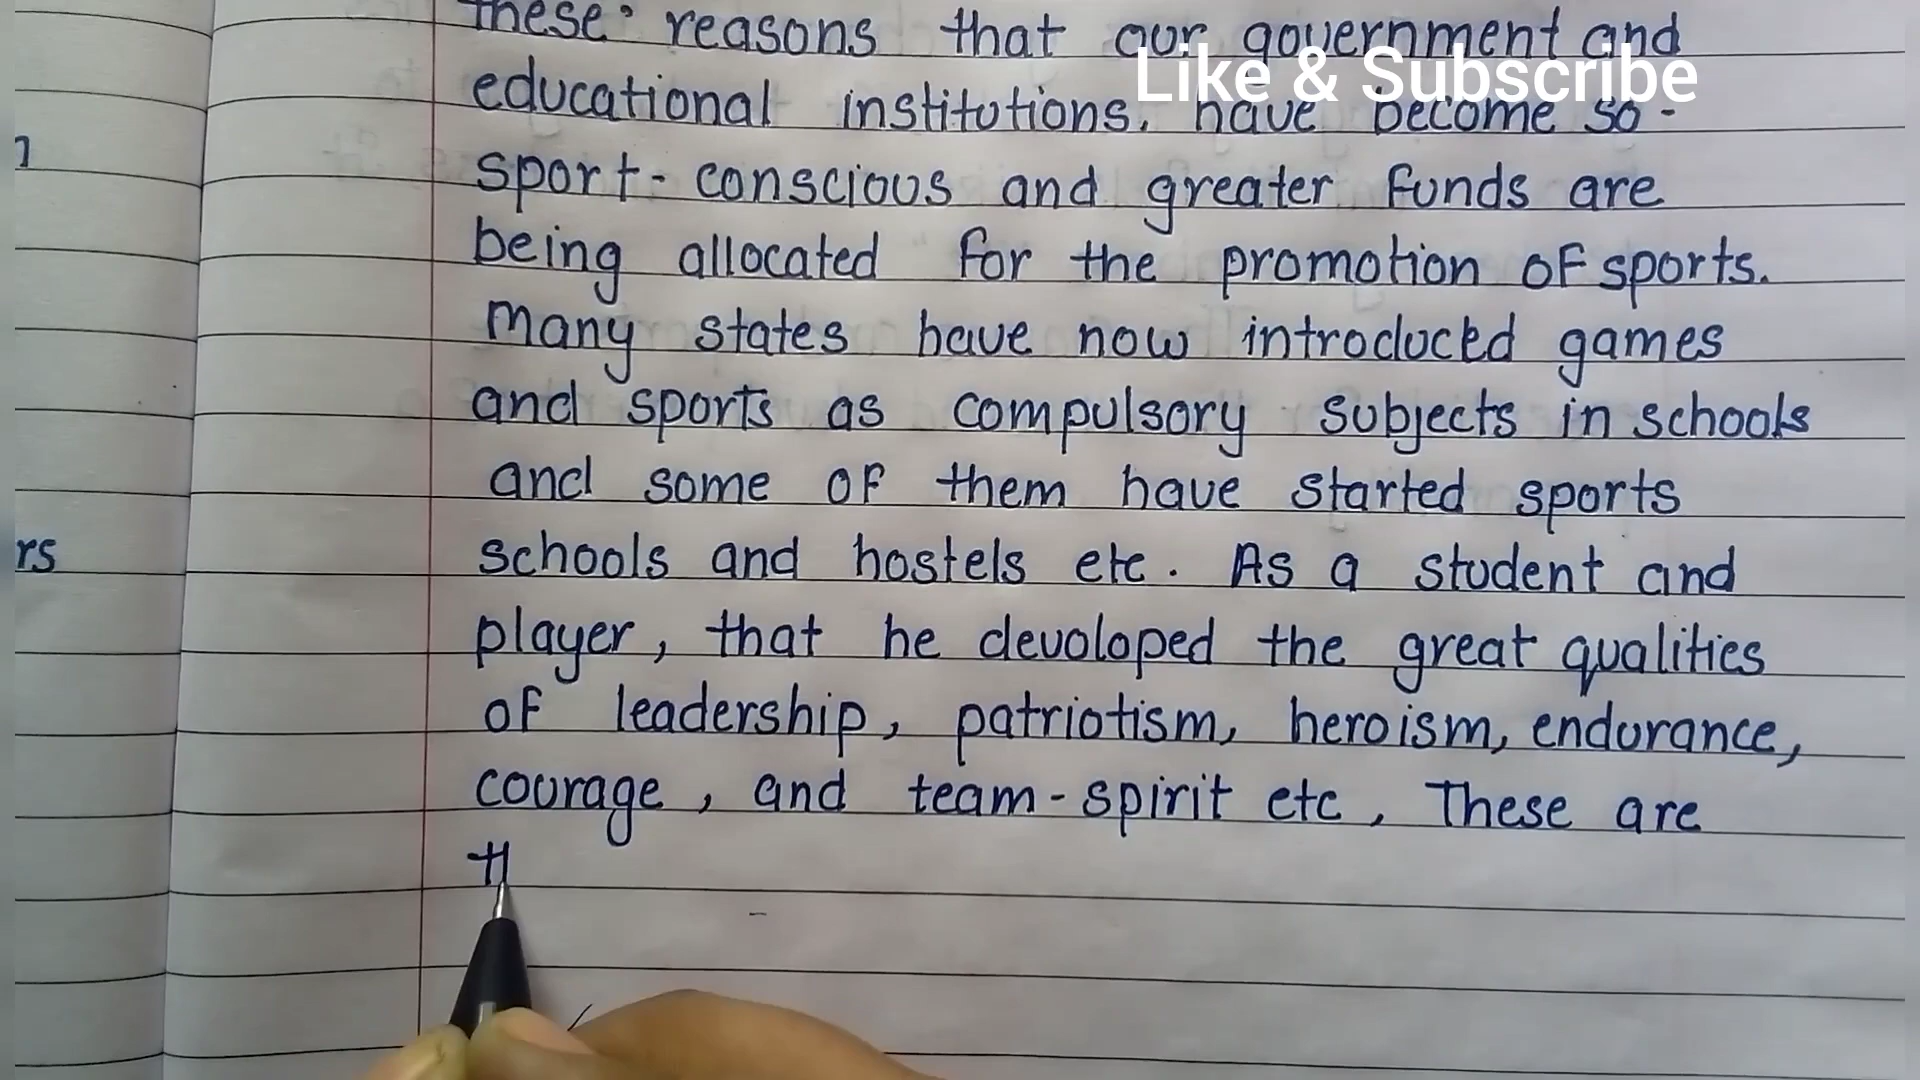 these reasons that our government and
Like & Subscribe
educational institutions, have become so-
sport-conscious and greater funds are
being allocated for the promotion of sports.
many states have now introduced games
and sports as compulsory subjects in schools
and some of them have started sports
rs
schools and hostels etc. As a student and
player, that he devoloped the great qualities
of leadership, patriotism, heroism, endurance,
courage, and team-spirit etc, These are
th